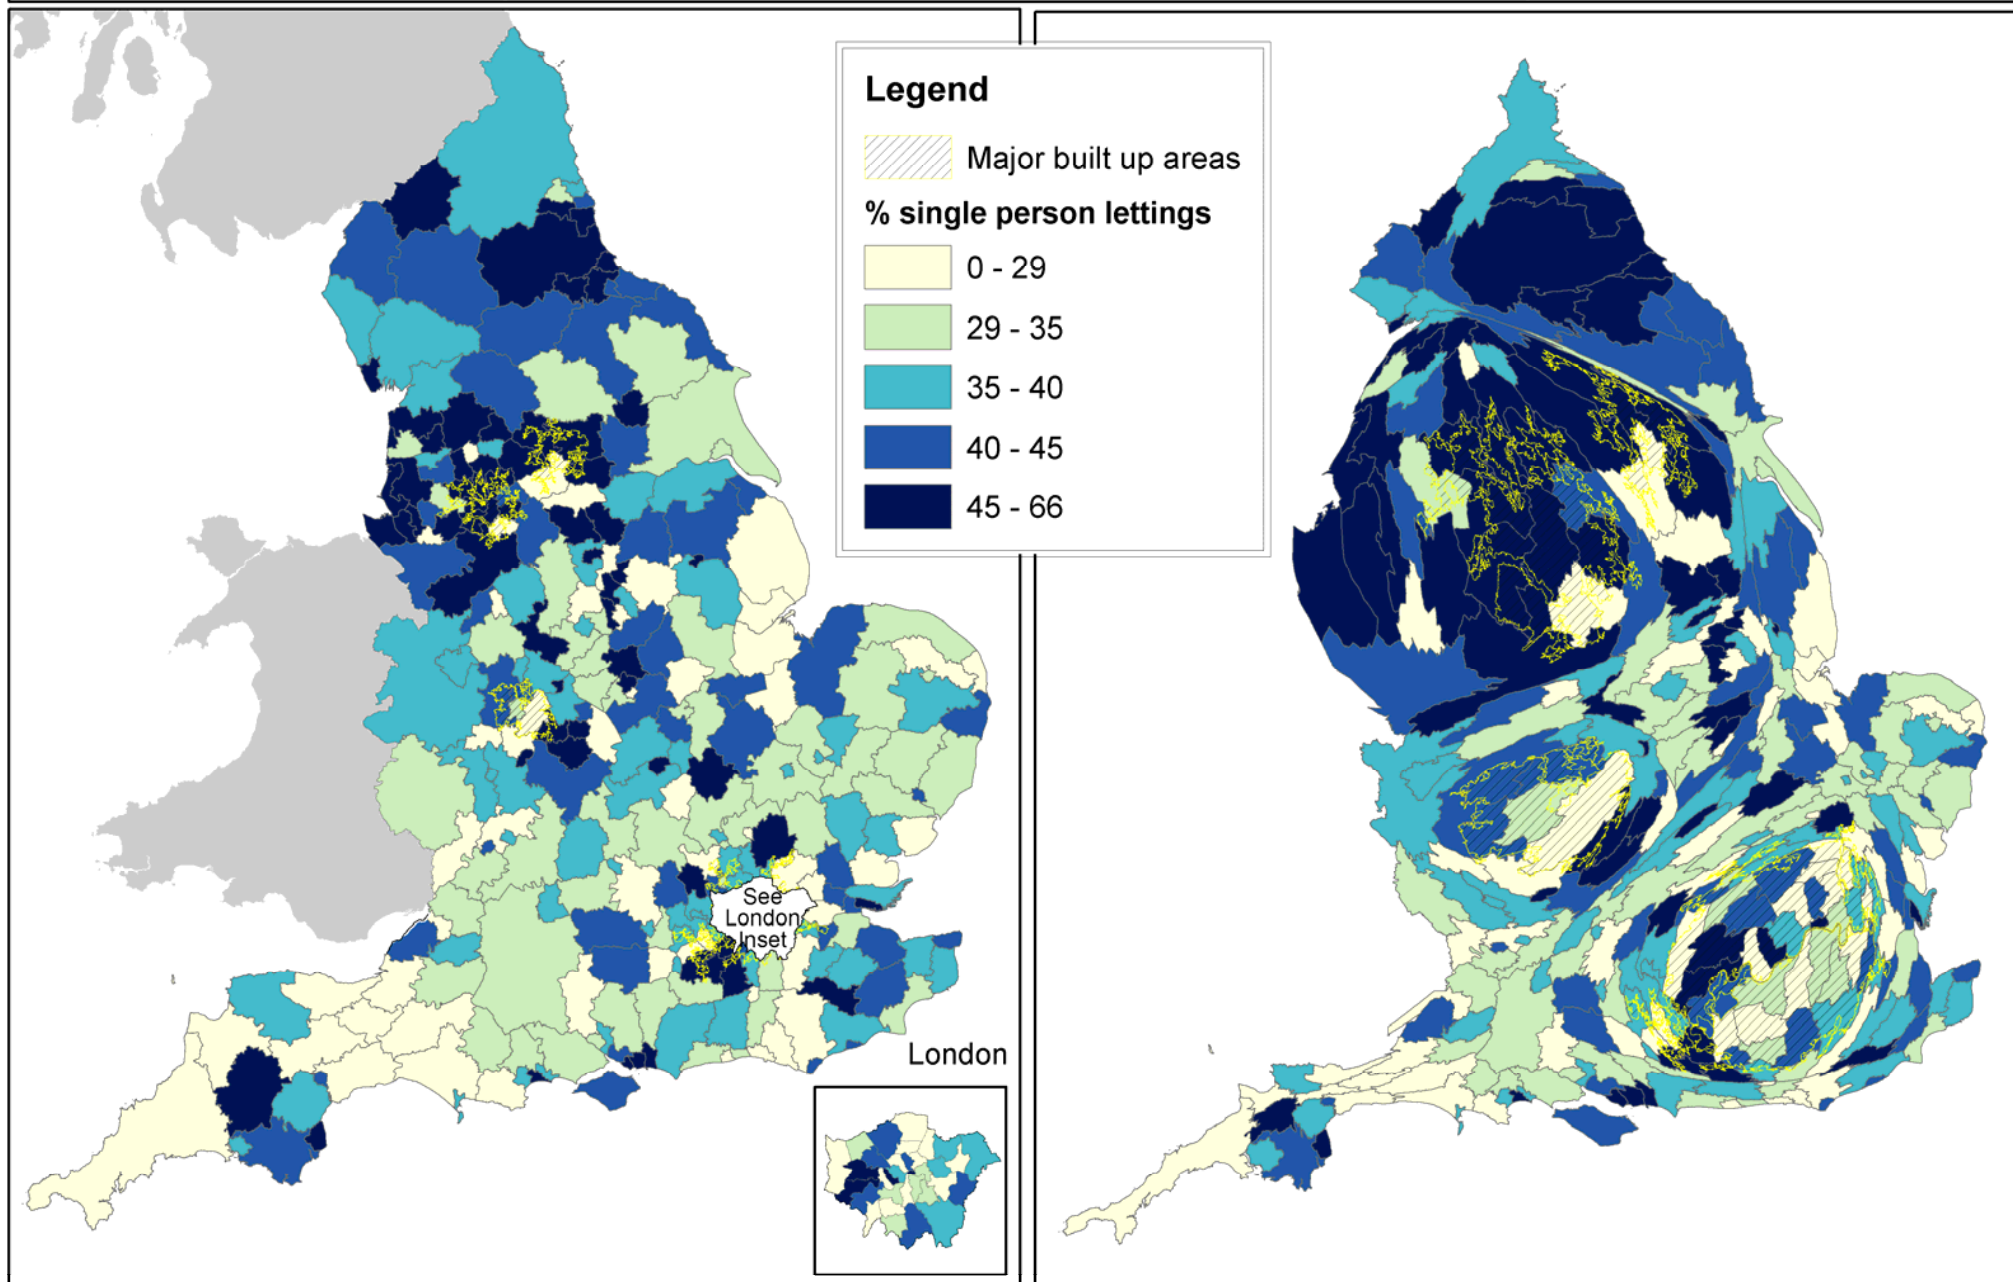 Legend
Major built up areas
% single person lettings
0 - 29
29 - 35
35 - 40
40 - 45
45 - 66
See
London
Inset
London